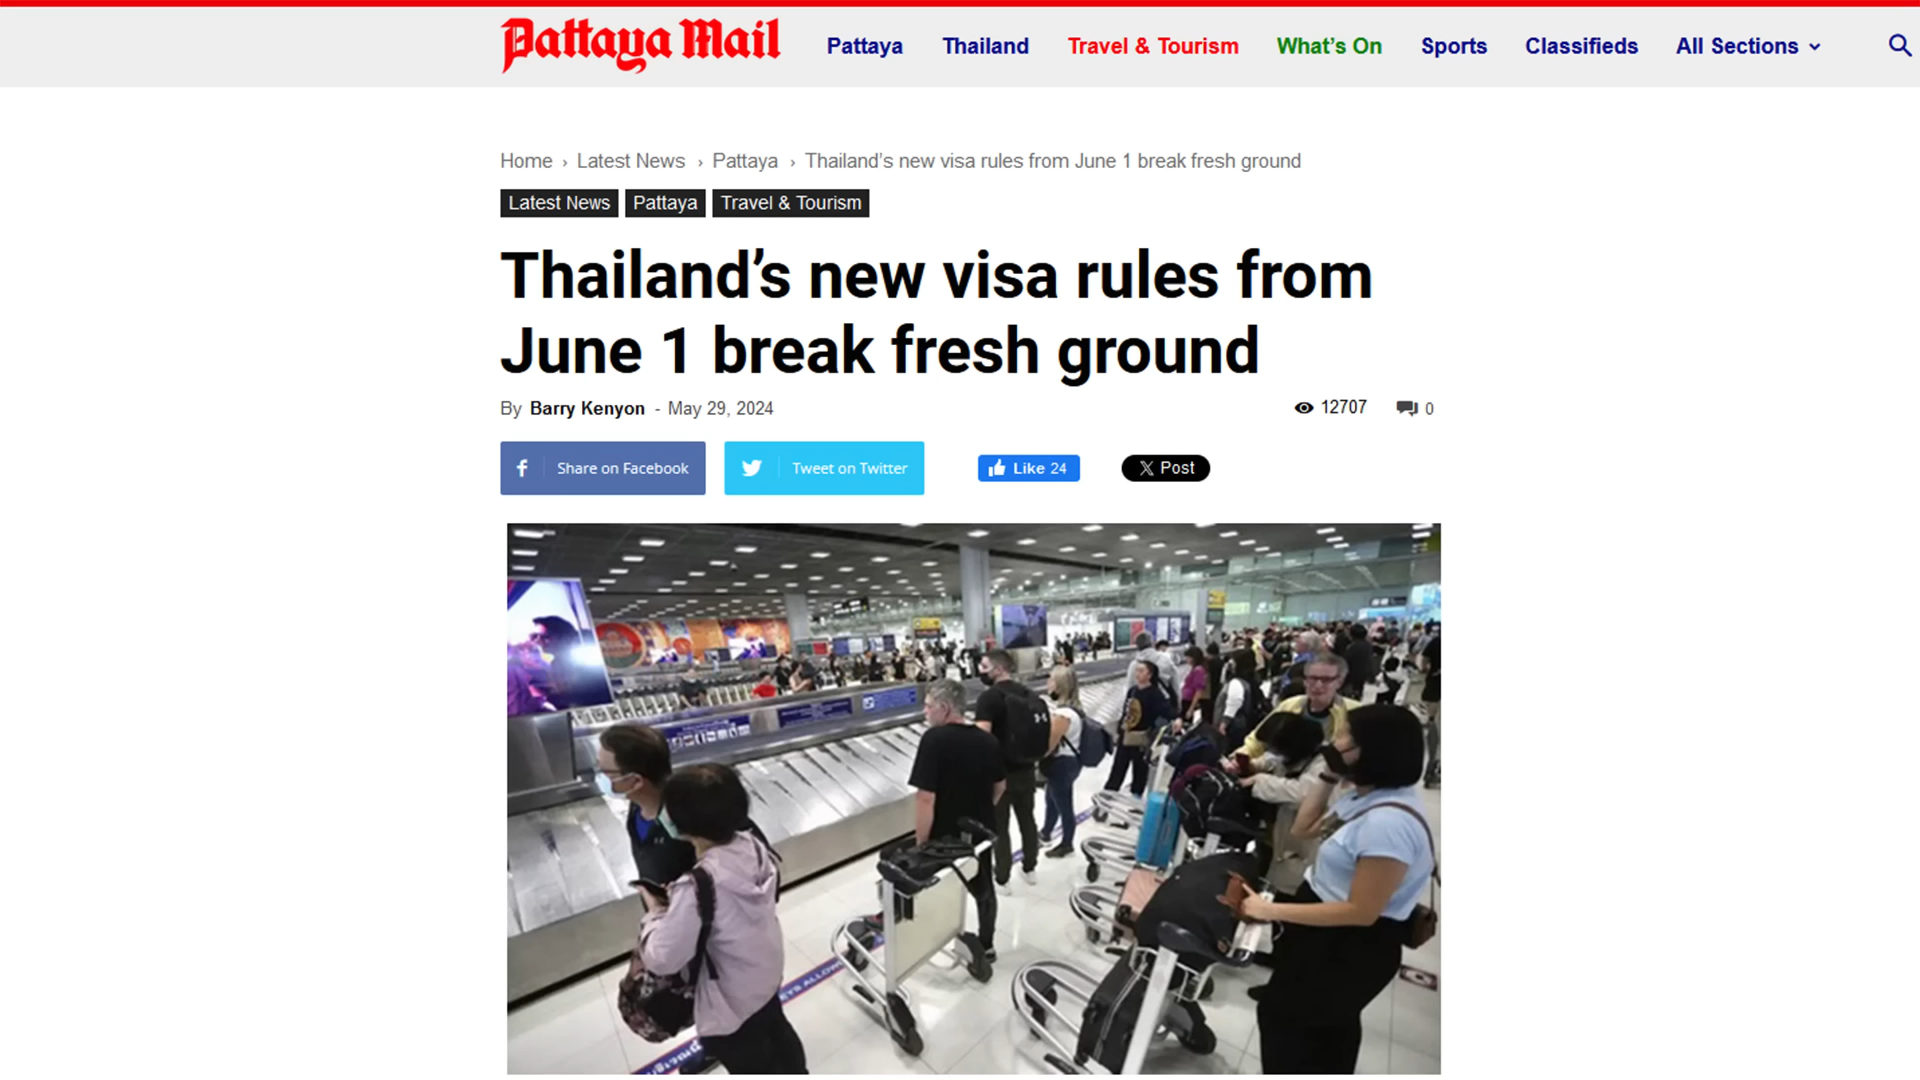 Pattaya Mail
Pattaya Thailand Travel & Tourism What's On Sports Classifieds All Sections
Home › Latest News › Pattaya › Thailand's new visa rules from June 1 break fresh ground
Latest News Pattaya Travel & Tourism
Thailand’s new visa rules from
June 1 break fresh ground
By Barry Kenyon - May 29, 2024 12707 0
Share on Facebook Tweet on Twitter Like 24 X Post